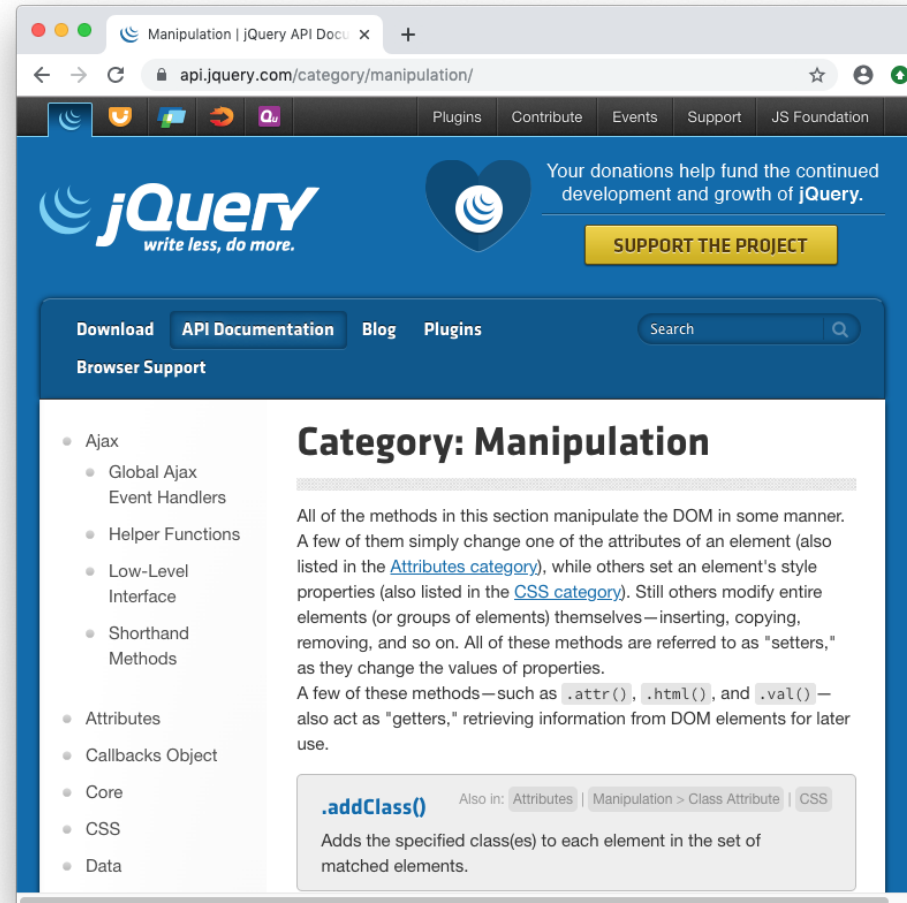 Manipulation | jQuery API Docu
api.jquery.com/category/manipulation/
Qu
Plugins Contribute Events Support JS Foundation
jQuery
write less, do more.
Your donations help fund the continued
development and growth of jQuery.
SUPPORT THE PROJECT
Download API Documentation Blog Plugins Search
Browser Support
Ajax
Global Ajax
Event Handlers
Helper Functions
Low-Level
Interface
Shorthand
Methods
Attributes
Callbacks Object
Core
CSS
Data
Category: Manipulation
All of the methods in this section manipulate the DOM in some manner.
A few of them simply change one of the attributes of an element (also
listed in the Attributes category), while others set an element's style
properties (also listed in the CSS category). Still others modify entire
elements (or groups of elements) themselves—inserting, copying,
removing, and so on. All of these methods are referred to as "setters,"
as they change the values of properties.
A few of these methods—such as .attr(), .html(), and .val()—
also act as "getters," retrieving information from DOM elements for later
use.
.addClass() Also in: Attributes | Manipulation > Class Attribute | CSS
Adds the specified class(es) to each element in the set of
matched elements.